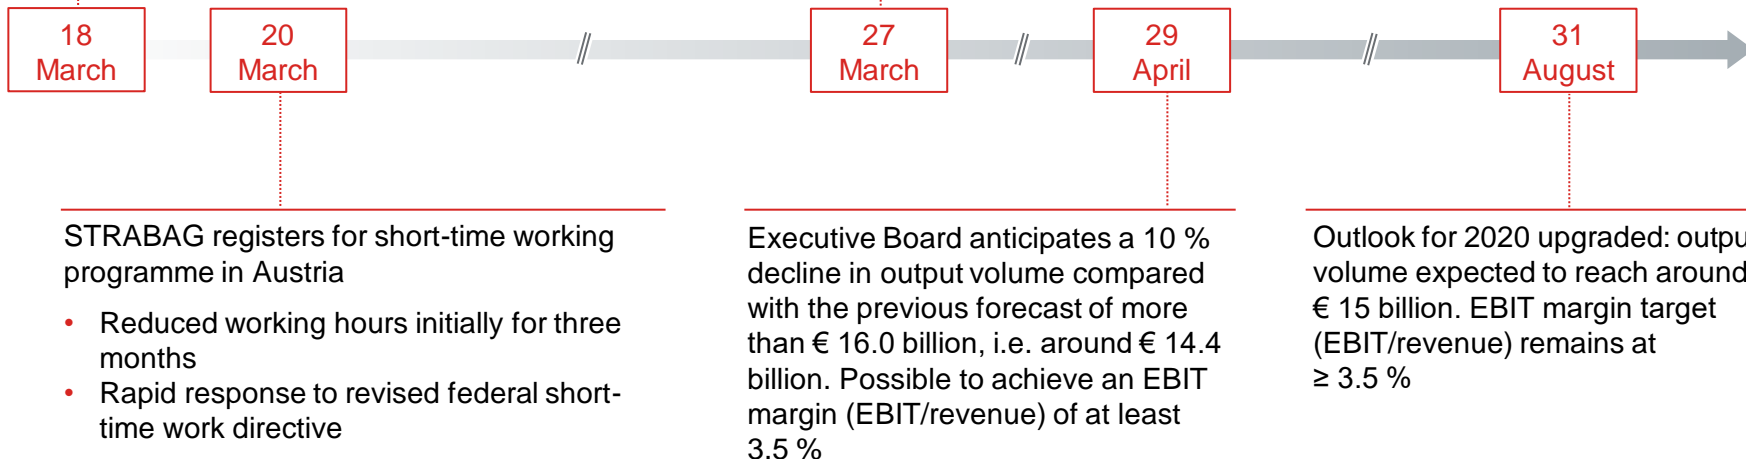 18
March
20
March
27
March
29
April
31
August
STRABAG registers for short-time working
programme in Austria
• Reduced working hours initially for three
months
• Rapid response to revised federal short-
time work directive
Executive Board anticipates a 10 %
decline in output volume compared
with the previous forecast of more
than € 16.0 billion, i.e. around € 14.4
billion. Possible to achieve an EBIT
margin (EBIT/revenue) of at least
3.5 %
Outlook for 2020 upgraded: outpu
volume expected to reach around
€ 15 billion. EBIT margin target
(EBIT/revenue) remains at
≥ 3.5 %